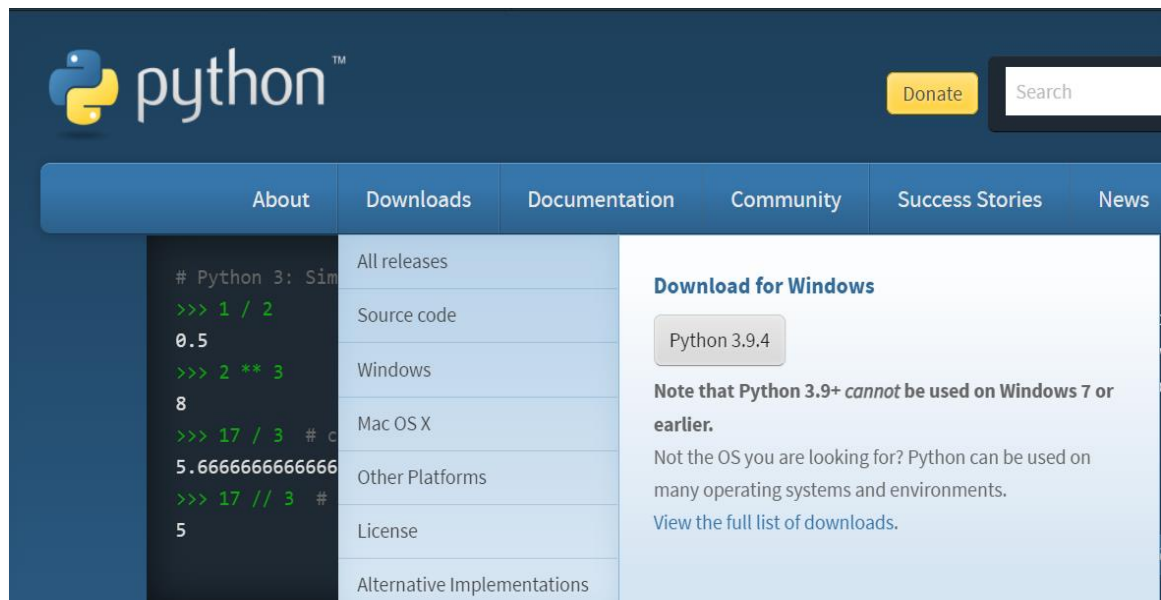 python™
Donate
Search
About
Downloads
Documentation
Community
Success Stories
News
# Python 3: Sim
>>> 1 / 2
0.5
>>> 2 ** 3
8
>>> 17 / 3 # c
5.6666666666666
>>> 17 // 3 #
5
All releases
Source code
Windows
Mac OS X
Other Platforms
License
Alternative Implementations
Download for Windows
Python 3.9.4
Note that Python 3.9+ cannot be used on Windows 7 or
earlier.
Not the OS you are looking for? Python can be used on
many operating systems and environments.
View the full list of downloads.